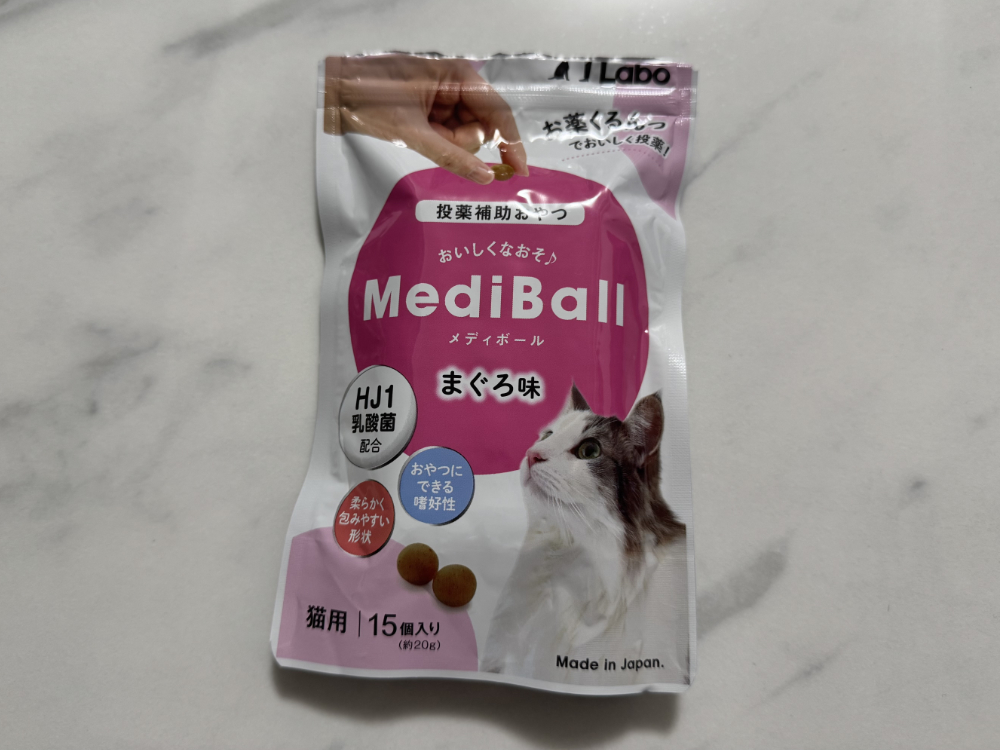 Labo
お薬くるんっ
でおいしく投薬!
投薬補助おやつ
おいしくなおそ♪
MediBall
メディボール
まぐろ味
HJ1
乳酸菌
配合
おやつに
できる
嗜好性
柔らかく
包みやすい
形状
猫用
15個入り
(約20g)
Made in Japan.